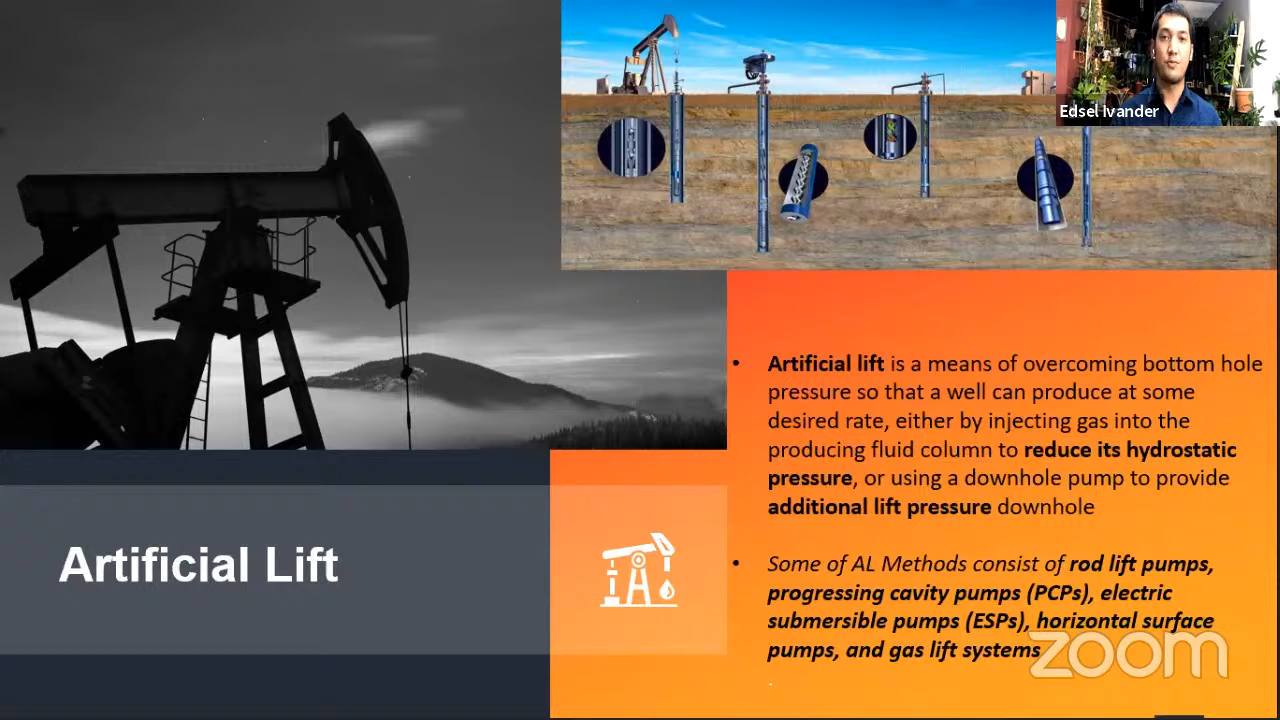 Edsel Ivander
• Artificial lift is a means of overcoming bottom hole
pressure so that a well can produce at some
desired rate, either by injecting gas into the
producing fluid column to reduce its hydrostatic
pressure, or using a downhole pump to provide
additional lift pressure downhole
Artificial Lift
• Some of AL Methods consist of rod lift pumps,
progressing cavity pumps (PCPs), electric
submersible pumps (ESPs), horizontal surface
pumps, and gas lift systems
.
zoom